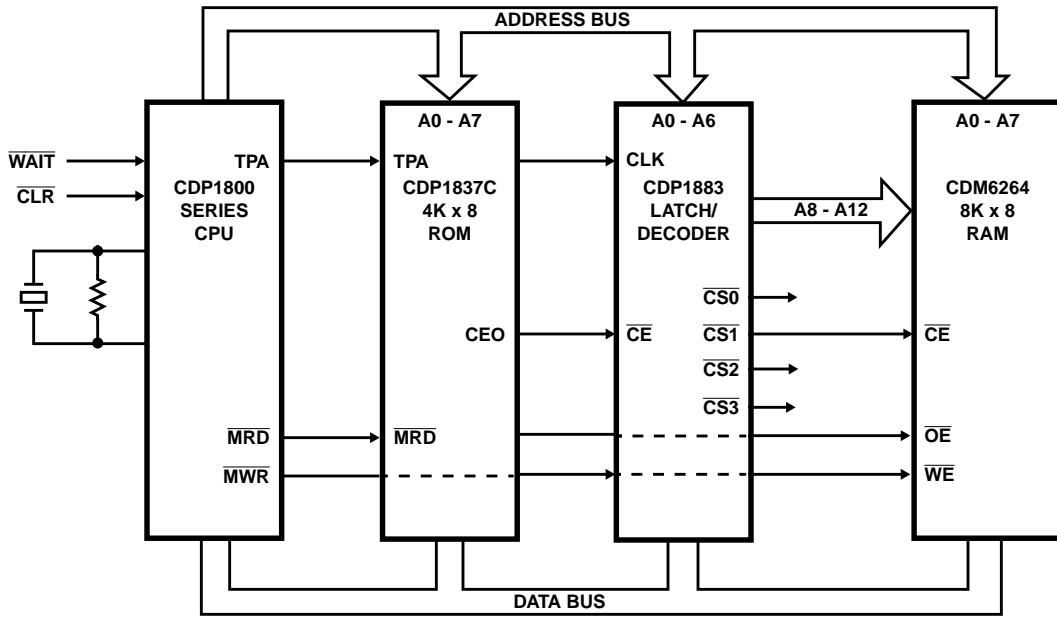 ADDRESS BUS
WAIT
CLR
TPA
CDP1800
SERIES
CPU
MRD
MWR
A0 - A7
TPA
CDP1837C
4K x 8
ROM
CEO
MRD
A0 - A6
CLK
CDP1883
LATCH/
DECODER
CS0
CE
CS1
CS2
CS3
A8 - A12
A0 - A7
CDM6264
8K x 8
RAM
CE
OE
WE
DATA BUS